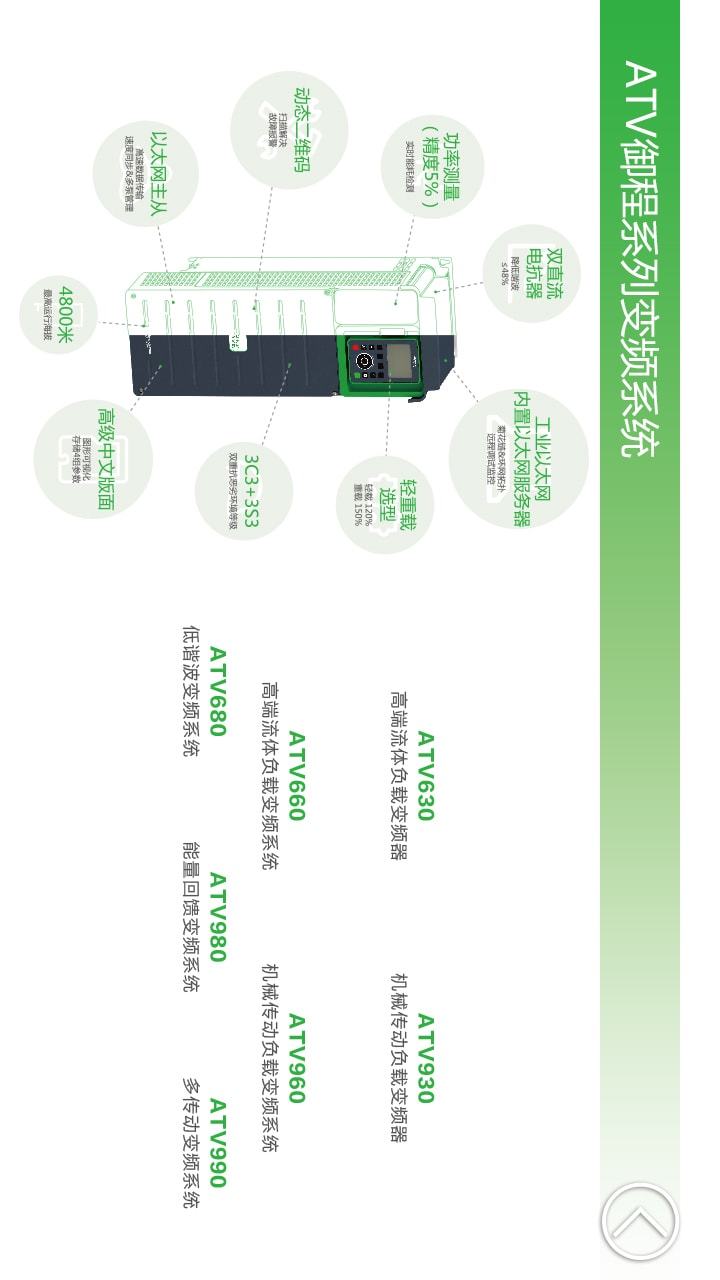 ATV御程系列变频系统
工业以太网
内置以太网服务器
菊花链&环网拓扑
远程调试监控
双直流
电抗器
降低谐波
≤48%
功率测量
（精度5%）
实时能耗检测
轻重载
选型
轻载 120%
重载 150%
动态二维码
扫描解决
故障报警
3C3+3S3
双重抗恶劣环境等级
以太网主从
高速数据传输
速度同步&多泵管理
高级中文版面
图形可视化
存储4组参数
4800米
最高运行海拔
ATV630
高端流体负载变频器
ATV930
机械传动负载变频器
ATV660
高端流体负载变频系统
ATV960
机械传动负载变频系统
ATV680
低谐波变频系统
ATV980
能量回馈变频系统
ATV990
多传动变频系统